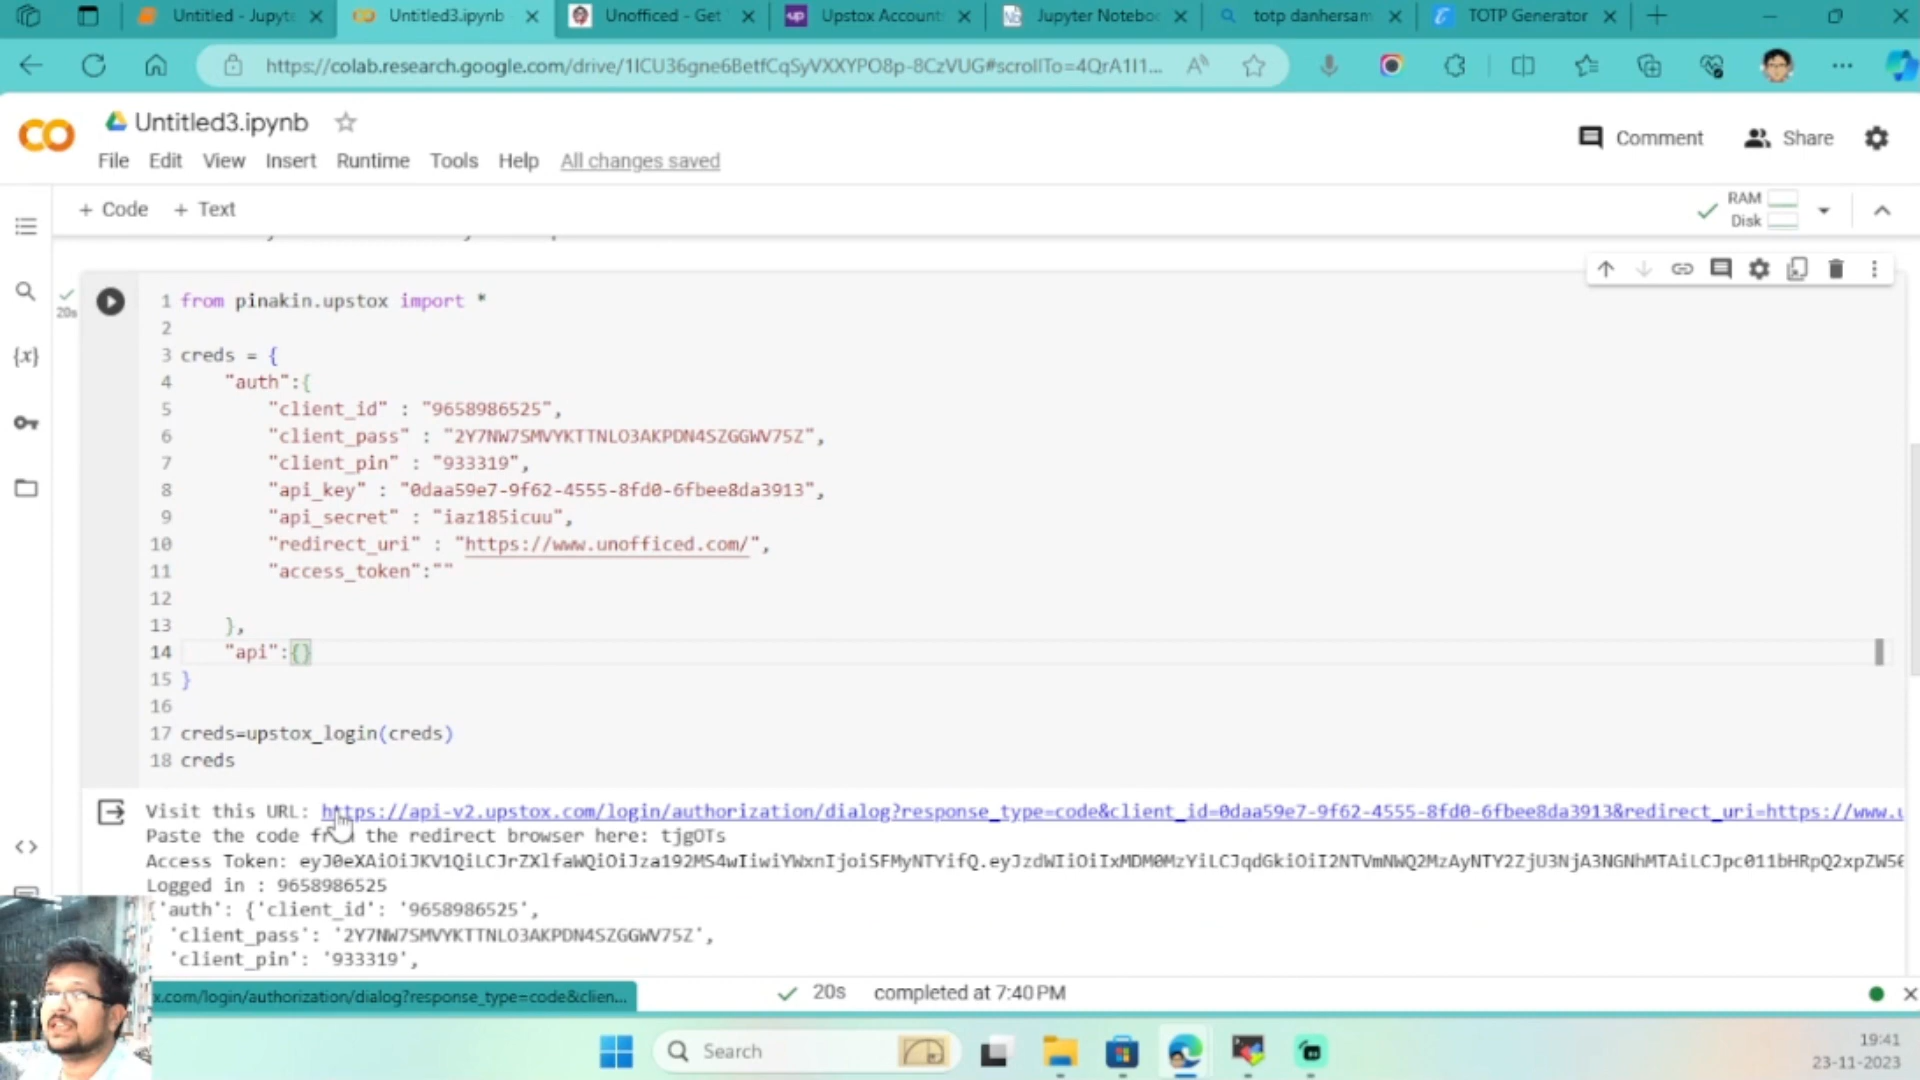 Untitled - Jupyte
Untitled3.ipynb
Unofficed - Get
Upstox Account
Jupyter Noteboo
totp danhersam
TOTP Generator
https://colab.research.google.com/drive/1ICU36gne6BetfCqSyVXXYPO8p-8CzVUG#scrollTo=4QrA1I1...
Untitled3.ipynb
Comment
Share
File Edit View Insert Runtime Tools Help All changes saved
+ Code + Text
RAM
Disk
20s
1 from pinakin.upstox import *
2
3 creds = {
4 "auth":{
5 "client_id" : "9658986525",
6 "client_pass" : "2Y7NW7SMVYKTTNLO3AKPDN4SZGGWV75Z",
7 "client_pin" : "933319",
8 "api_key" : "0daa59e7-9f62-4555-8fd0-6fbee8da3913",
9 "api_secret" : "iaz185icuu",
10 "redirect_uri" : "https://www.unofficed.com/",
11 "access_token":""
12
13 },
14 "api":{}
15 }
16
17 creds=upstox_login(creds)
18 creds
Visit this URL: https://api-v2.upstox.com/login/authorization/dialog?response_type=code&client_id=0daa59e7-9f62-4555-8fd0-6fbee8da3913&redirect_uri=https://www.u
Paste the code from the redirect browser here: tjgOTs
Access Token:
Logged in : 9658986525
{'auth': {'client_id': '9658986525',
'client_pass': '2Y7NW7SMVYKTTNLO3AKPDN4SZGGWV75Z',
'client_pin': '933319',
x.com/login/authorization/dialog?response_type=code&clien...
20s completed at 7:40 PM
Search
19:41
23-11-2023